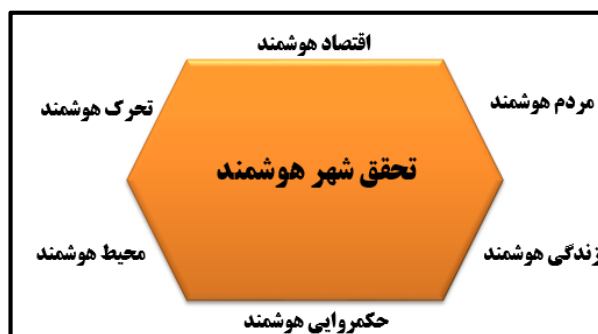 اقتصاد هوشمند
مردم هوشمند
تحرک هوشمند
تحقق شهر هوشمند
زندگی هوشمند
محیط هوشمند
حکمروایی هوشمند